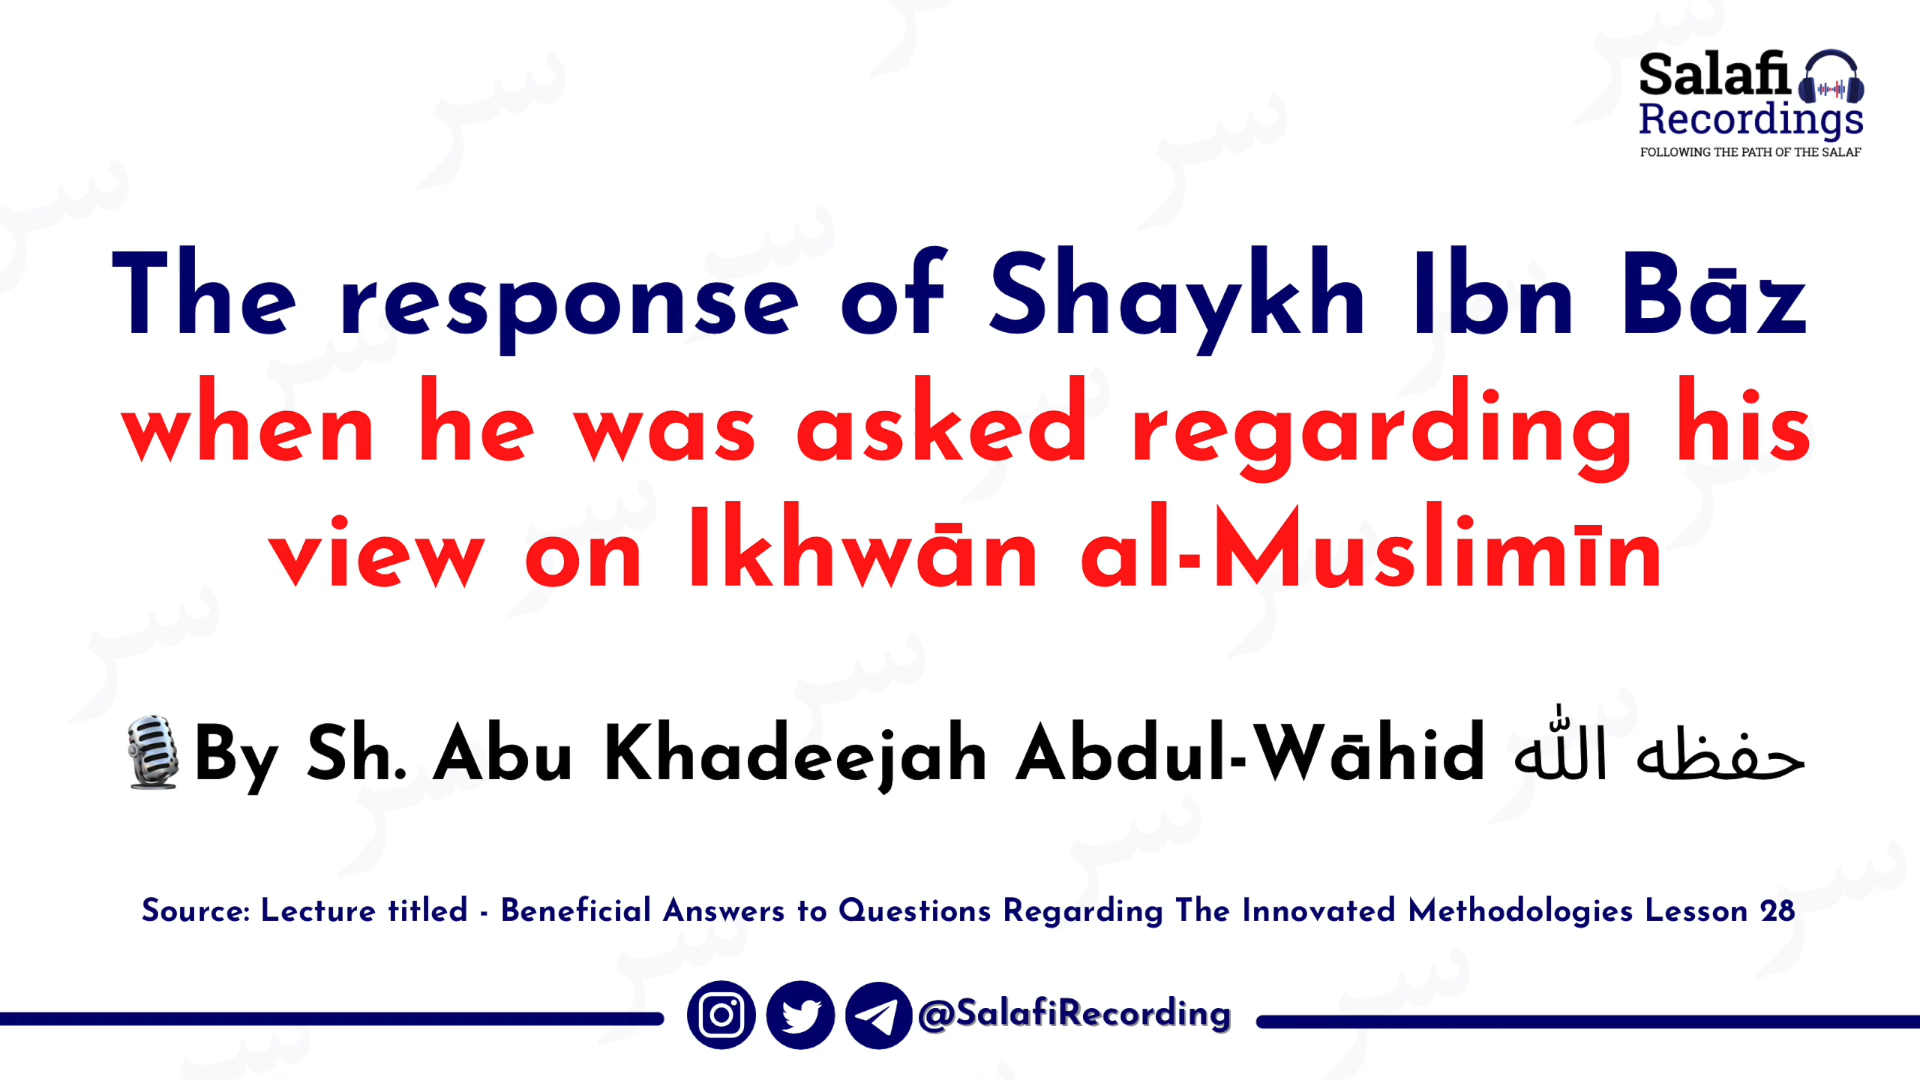 Salafi
Recordings
FOLLOWING THE PATH OF THE SALAF
The response of Shaykh Ibn Bāz
when he was asked regarding his
view on Ikhwān al-Muslimīn
By Sh. Abu Khadeejah Abdul-Wāhid حفظه الله
Source: Lecture titled - Beneficial Answers to Questions Regarding The Innovated Methodologies Lesson 28
@SalafiRecording